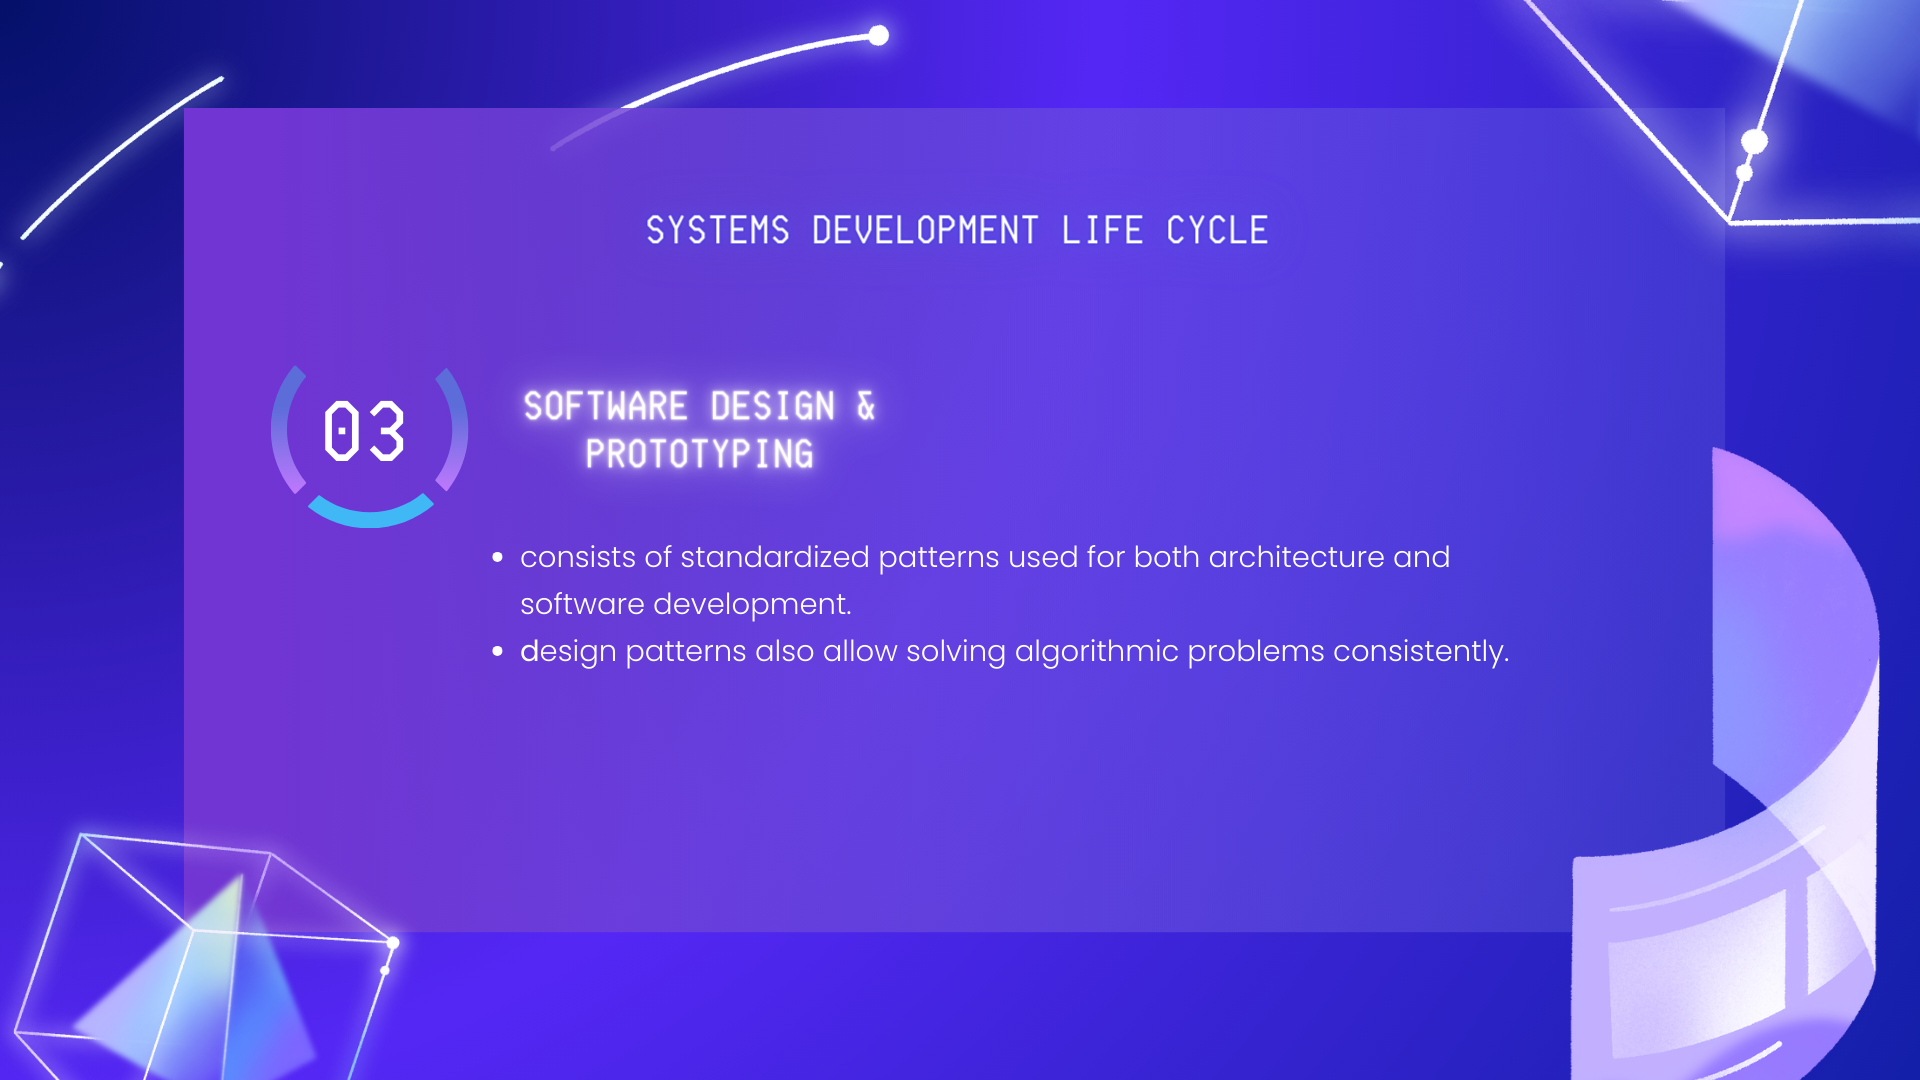 SYSTEMS DEVELOPMENT LIFE CYCLE
03
SOFTWARE DESIGN &
PROTOTYPING
• consists of standardized patterns used for both architecture and
software development.
• design patterns also allow solving algorithmic problems consistently.